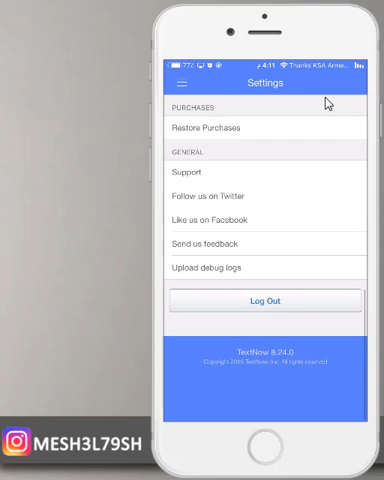 77%
4:11
Thanks KSA Arme...
Settings
PURCHASES
Restore Purchases
GENERAL
Support
Follow us on Twitter
Like us on Facebook
Send us feedback
Upload debug logs
Log Out
TextNow 8.24.0
Copyright 2016 TextNow, Inc. All rights reserved.
MESH3L79SH